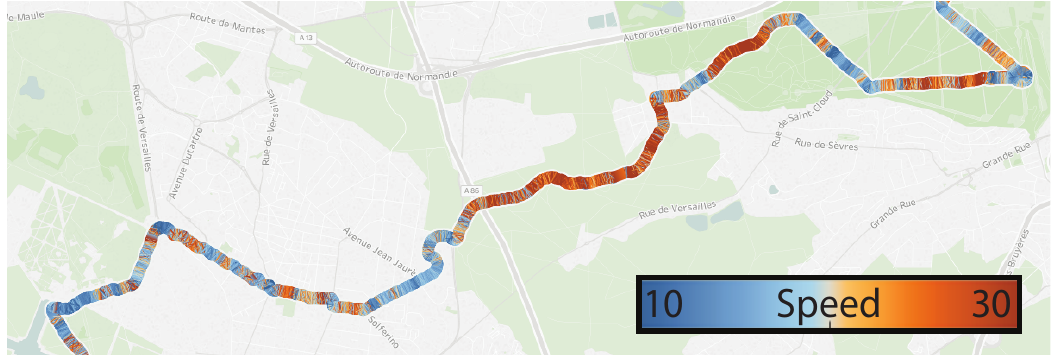 de Maule
Route de Mantes
A 13
Autoroute de Normandie
Autoroute de Normandie
Route de Versailles
Avenue Dutartre
Rue de Versailles
Rue de Saint-Cloud
Rue de Sèvres
Grande Rue
A 86
Rue de Versailles
Grande Rue
Avenue Jean Jaurè
s Bruyères
Solferino
10 Speed 30